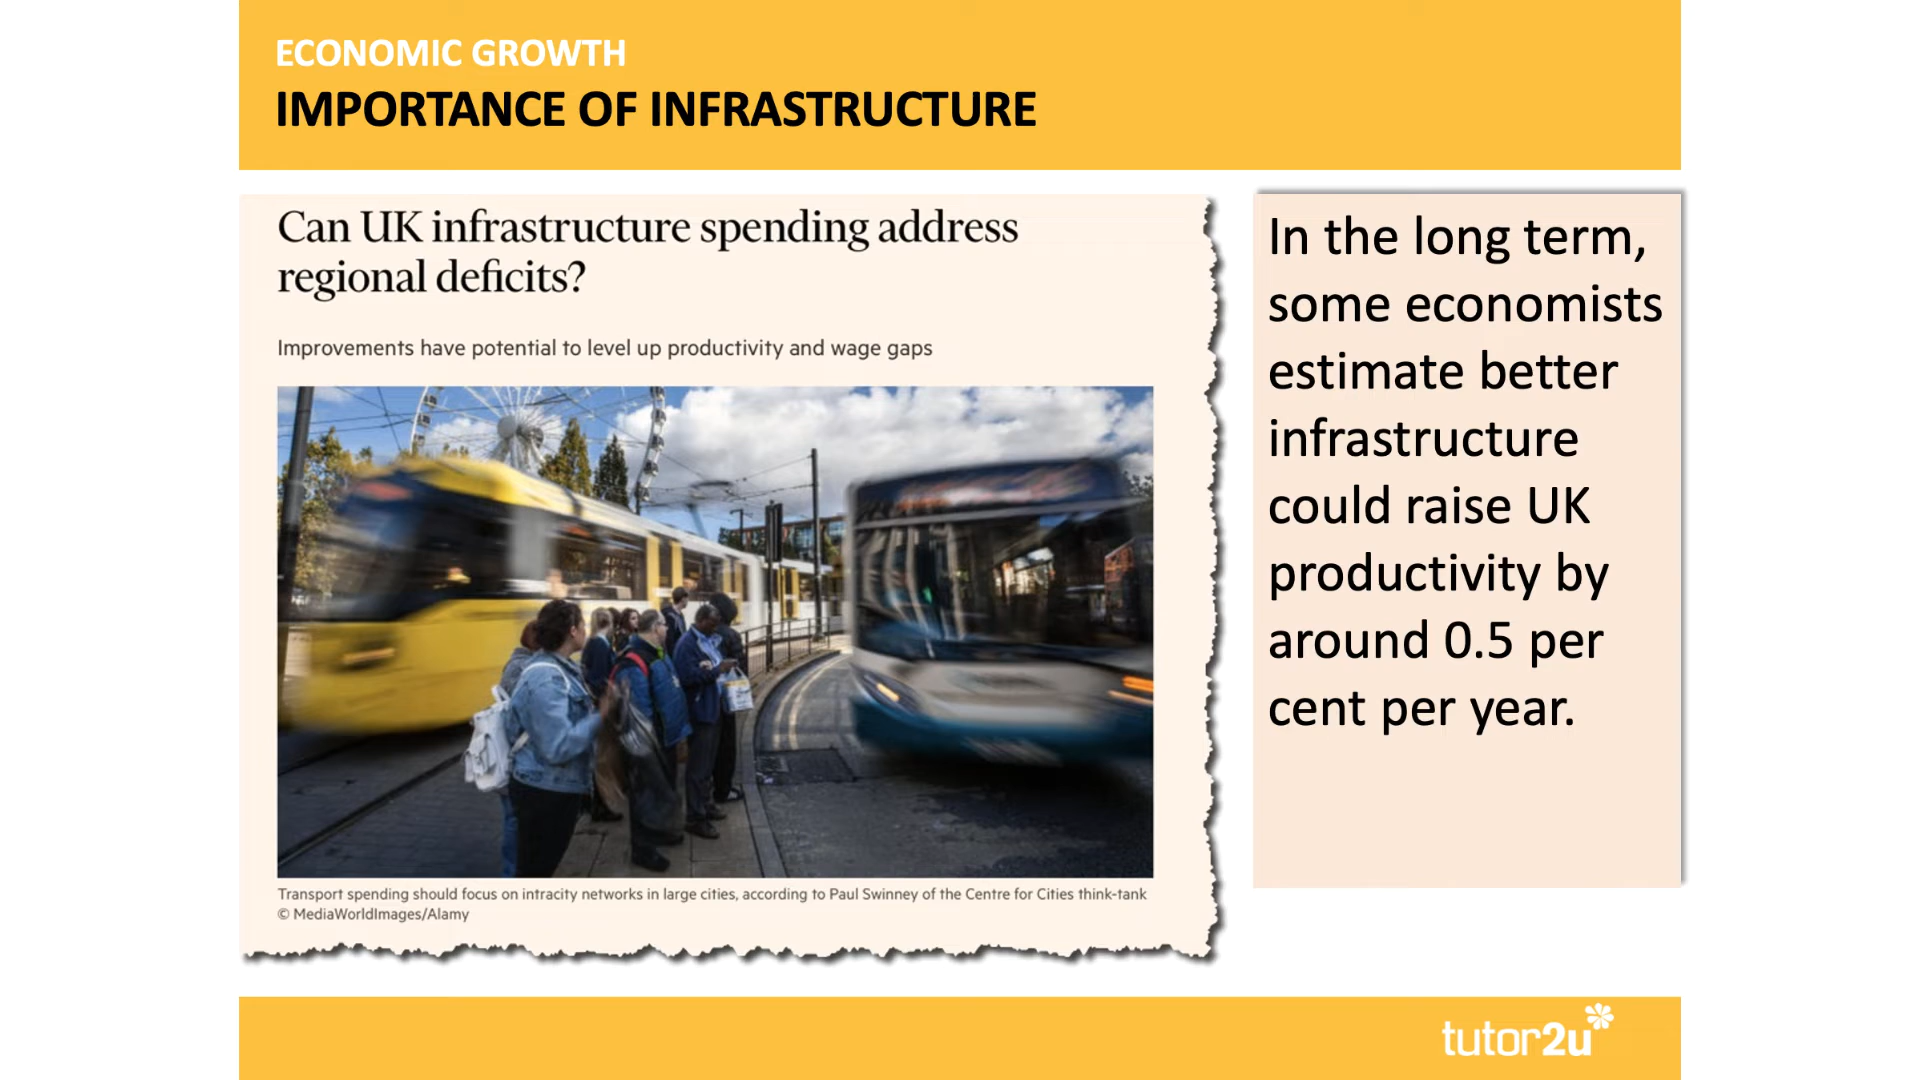 ECONOMIC GROWTH
IMPORTANCE OF INFRASTRUCTURE
Can UK infrastructure spending address
regional deficits?
Improvements have potential to level up productivity and wage gaps
Transport spending should focus on intracity networks in large cities, according to Paul Swinney of the Centre for Cities think-tank
© MediaWorldImages/Alamy
In the long term,
some economists
estimate better
infrastructure
could raise UK
productivity by
around 0.5 per
cent per year.
tutor2u